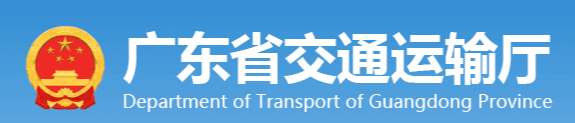 广东省交通运输厅
Department of Transport of Guangdong Province